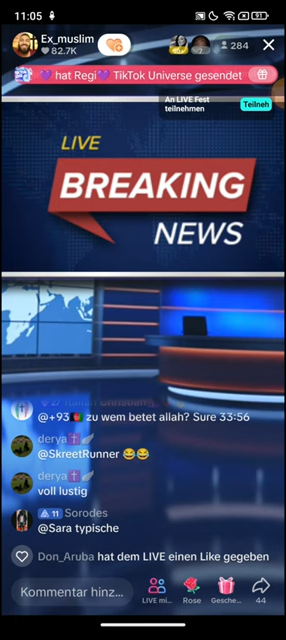 11:05
91
Ex_muslim
82.7K
284
hat Regi💜 TikTok Universe gesendet
An LIVE Fest
teilnehmen
Teilneh
LIVE
BREAKING
NEWS
@+93🇦🇫 zu wem betet allah? Sure 33:56
derya✝️🪽
@SkreetRunner 😂😂
derya✝️🪽
voll lustig
11 Sorodes
@Sara typische
Don_Aruba hat dem LIVE einen Like gegeben
Kommentar hinz...
LIVE mi...
Rose
Gesche...
44